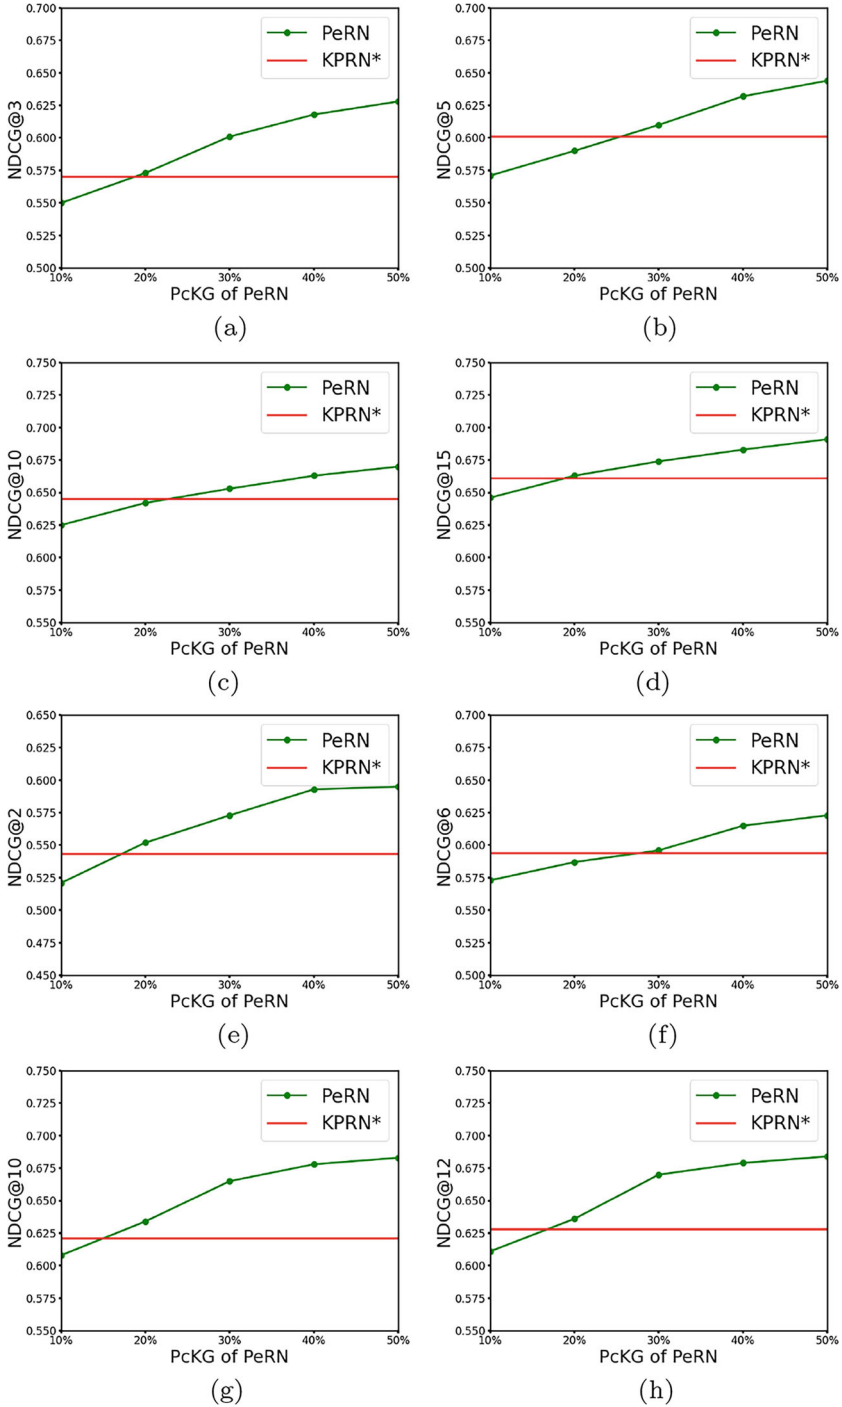 0.700
0.675
0.650
0.625
0.600
0.575
0.550
0.525
0.500
NDCG@3
10% 20% 30% 40% 50%
PcKG of PeRN
PeRN
KPRN*
(a)
0.700
0.675
0.650
0.625
0.600
0.575
0.550
0.525
0.500
NDCG@5
10% 20% 30% 40% 50%
PcKG of PeRN
PeRN
KPRN*
(b)
0.750
0.725
0.700
0.675
0.650
0.625
0.600
0.575
0.550
NDCG@10
10% 20% 30% 40% 50%
PcKG of PeRN
PeRN
KPRN*
(c)
0.750
0.725
0.700
0.675
0.650
0.625
0.600
0.575
0.550
NDCG@15
10% 20% 30% 40% 50%
PcKG of PeRN
PeRN
KPRN*
(d)
0.650
0.625
0.600
0.575
0.550
0.525
0.500
0.475
0.450
NDCG@2
10% 20% 30% 40% 50%
PcKG of PeRN
PeRN
KPRN*
(e)
0.700
0.675
0.650
0.625
0.600
0.575
0.550
0.525
0.500
NDCG@6
10% 20% 30% 40% 50%
PcKG of PeRN
PeRN
KPRN*
(f)
0.750
0.725
0.700
0.675
0.650
0.625
0.600
0.575
0.550
NDCG@10
10% 20% 30% 40% 50%
PcKG of PeRN
PeRN
KPRN*
(g)
0.750
0.725
0.700
0.675
0.650
0.625
0.600
0.575
0.550
NDCG@12
10% 20% 30% 40% 50%
PcKG of PeRN
PeRN
KPRN*
(h)